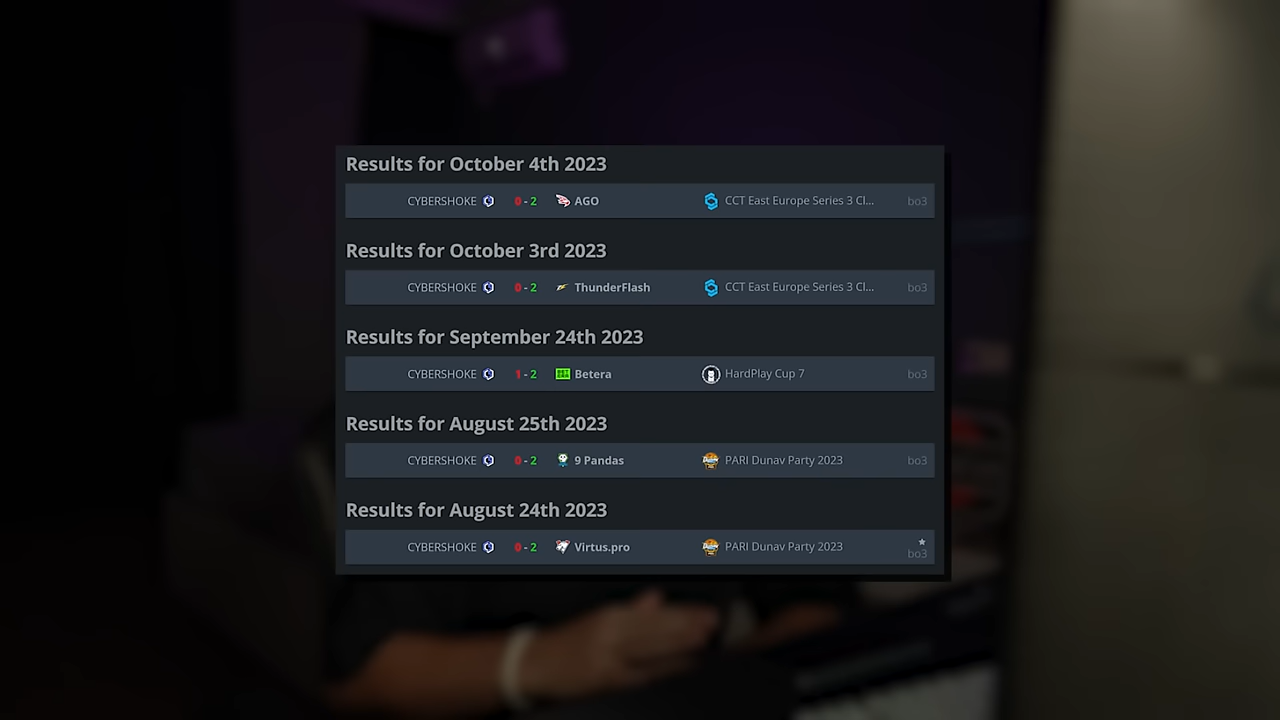 Results for October 4th 2023
CYBERSHOKE 0 - 2 AGO CCT East Europe Series 3 Cl... bo3
Results for October 3rd 2023
CYBERSHOKE 0 - 2 ThunderFlash CCT East Europe Series 3 Cl... bo3
Results for September 24th 2023
CYBERSHOKE 1 - 2 Betera HardPlay Cup 7 bo3
Results for August 25th 2023
CYBERSHOKE 0 - 2 9 Pandas PARI Dunav Party 2023 bo3
Results for August 24th 2023
CYBERSHOKE 0 - 2 Virtus.pro PARI Dunav Party 2023 bo3